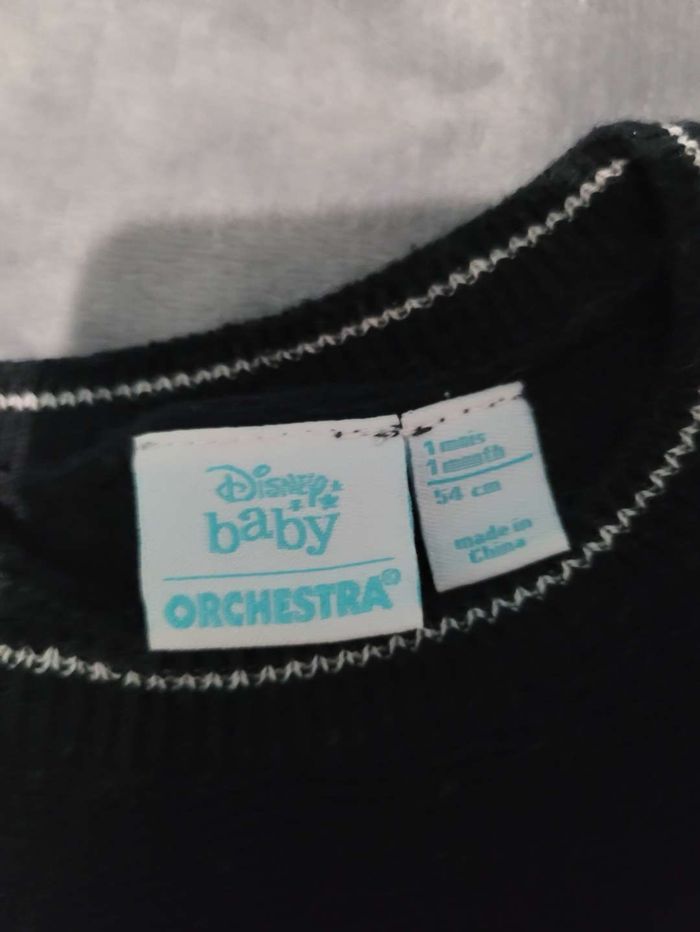 Disney
baby
ORCHESTRA®
1 mois
1 month
54 cm
made in
China